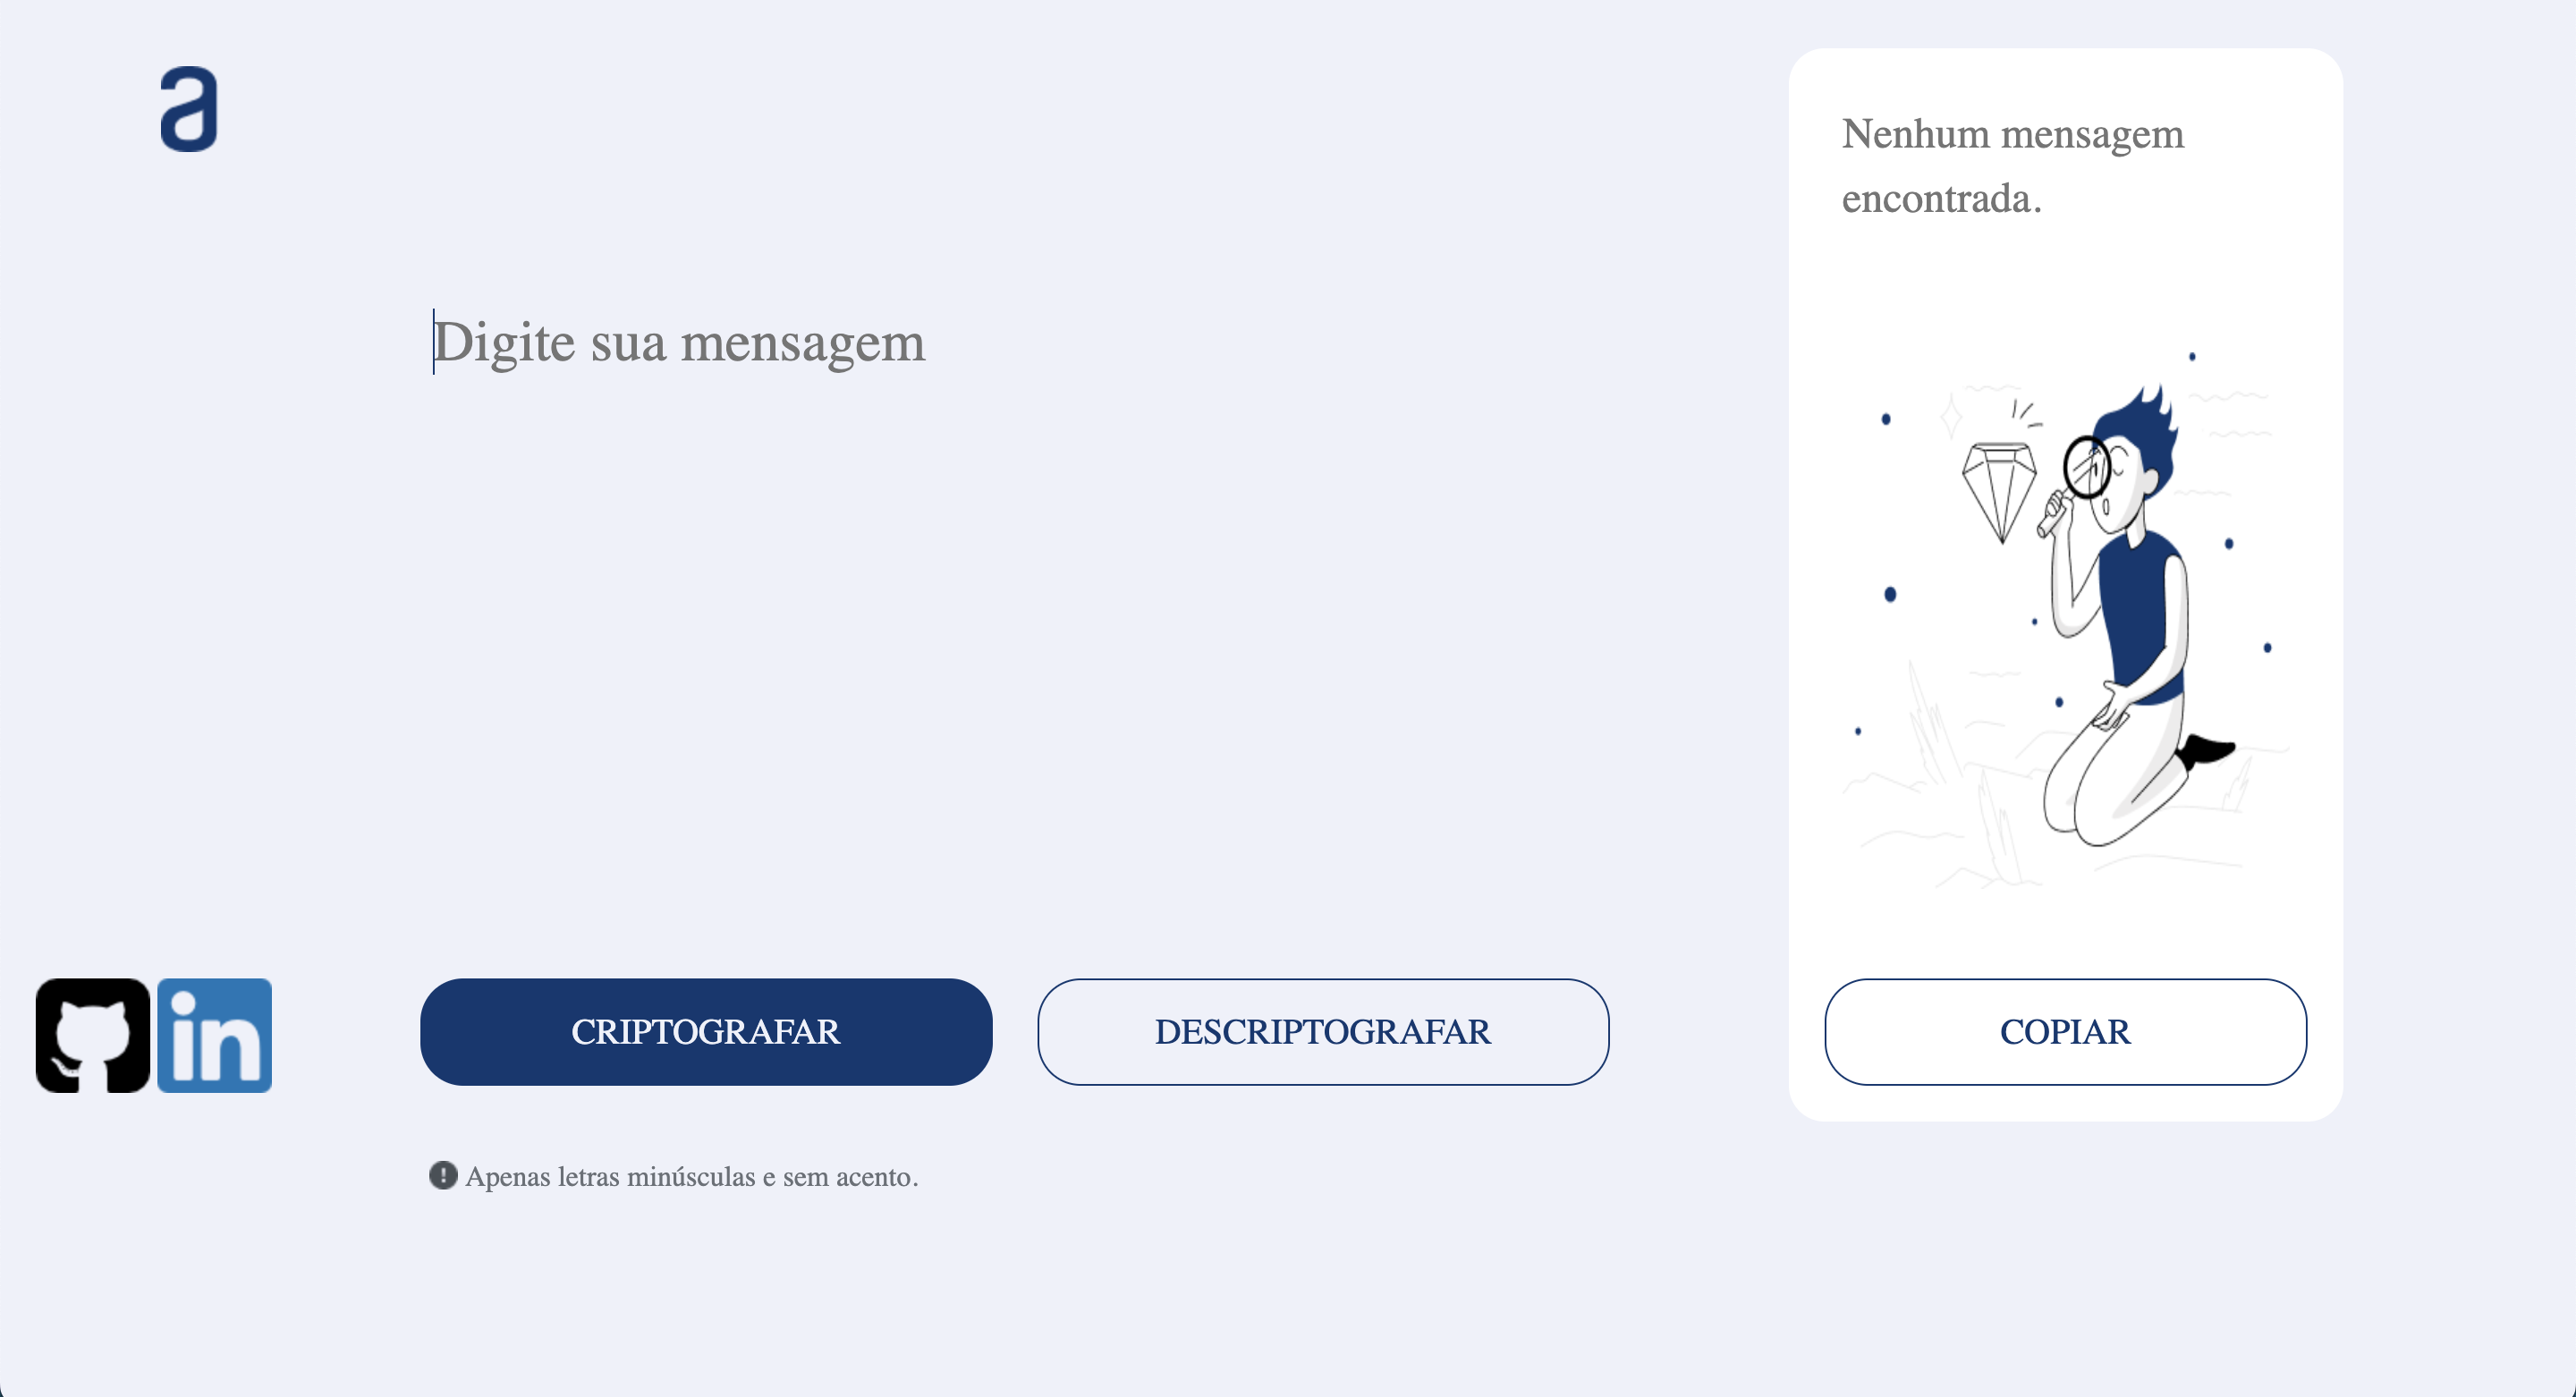 a
Nenhum mensagem
encontrada.
Digite sua mensagem
in
CRIPTOGRAFAR
DESCRIPTOGRAFAR
COPIAR
Apenas letras minúsculas e sem acento.